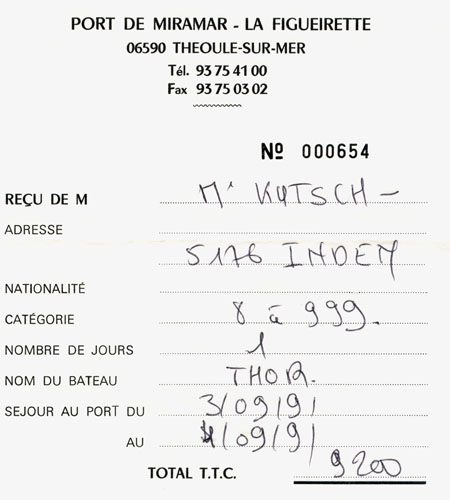 PORT DE MIRAMAR - LA FIGUEIRETTE
06590 THEOULE-SUR-MER
Tél. 93 75 41 00
Fax 93 75 03 02
Nº 000654
REÇU DE M Mr KUTSCH -
ADRESSE
5176 INDEN
NATIONALITÉ
CATÉGORIE 8 à 999.
NOMBRE DE JOURS 1
NOM DU BATEAU THOR.
SEJOUR AU PORT DU 3/09/91
AU 4/09/91
TOTAL T.T.C. 9200